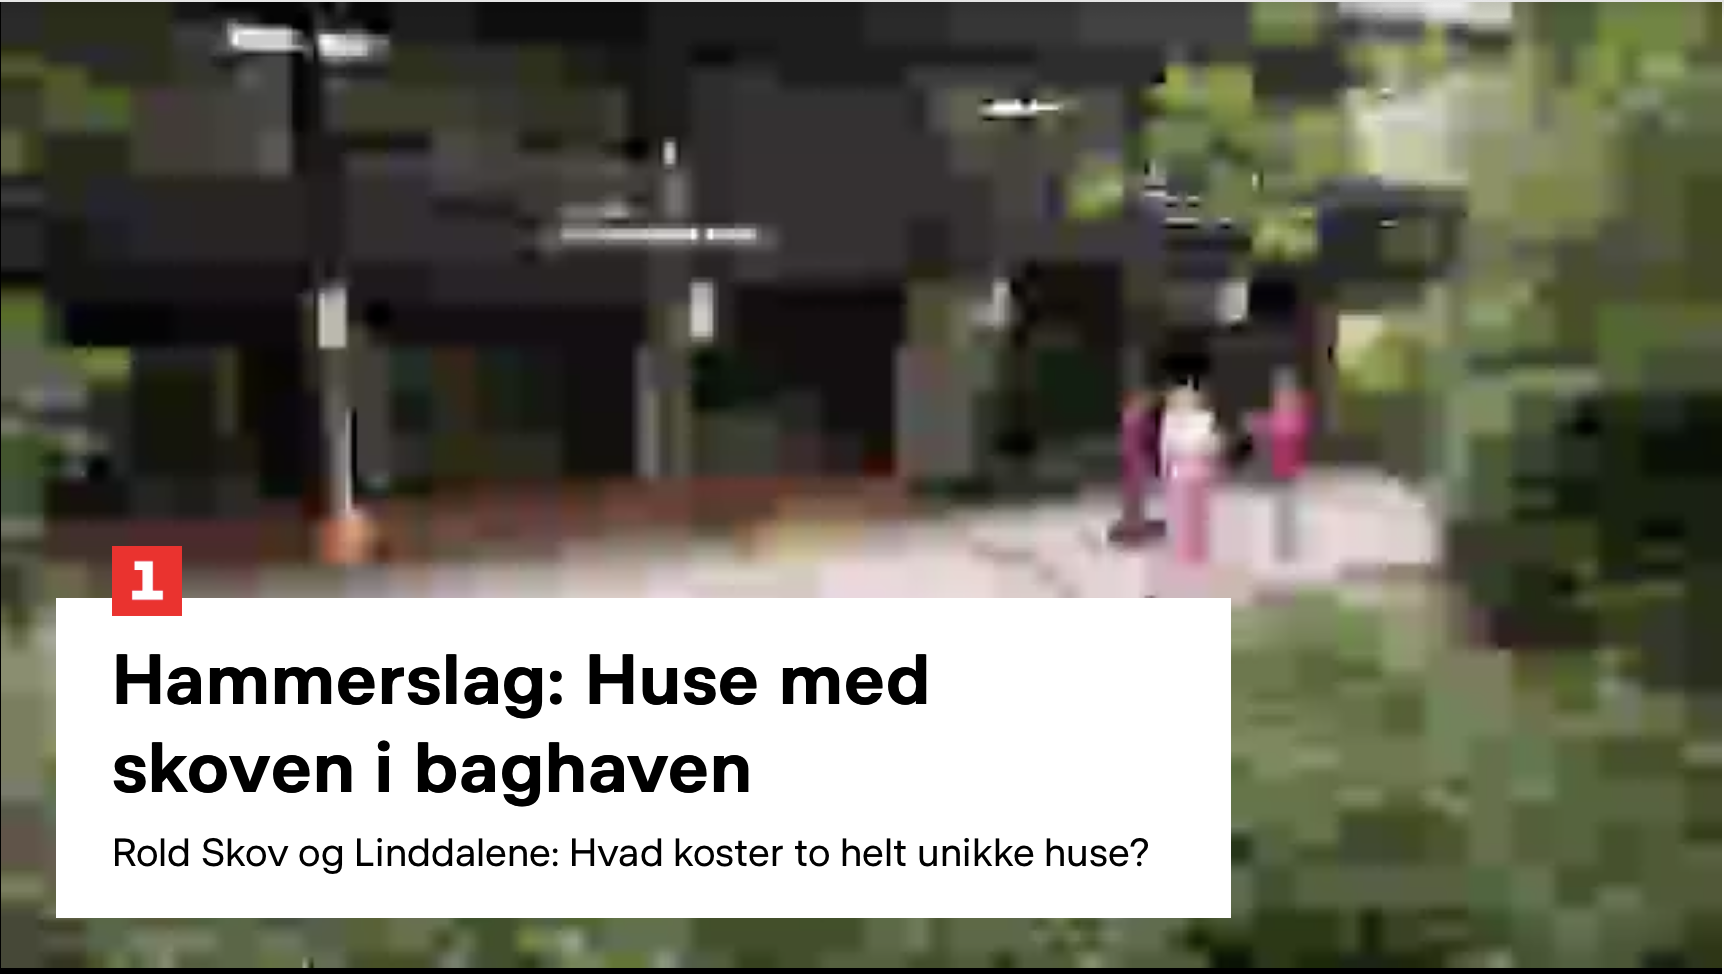 1
Hammerslag: Huse med
skoven i baghaven
Rold Skov og Linddalene: Hvad koster to helt unikke huse?